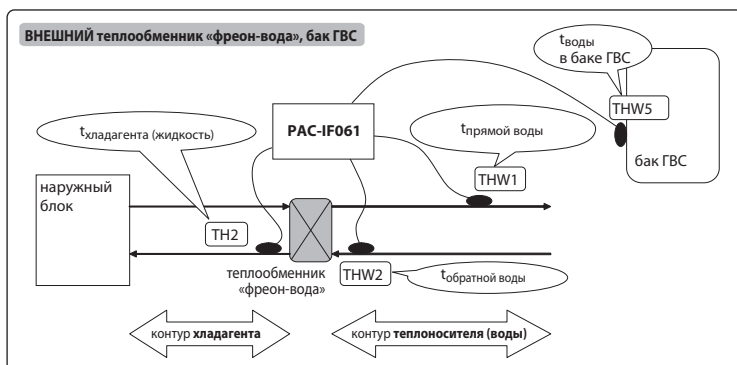 ВНЕШНИЙ теплообменник «фреон-вода», бак ГВС
tводы
в баке ГВС
THW5
бак ГВС
PAC-IF061
tхладагента (жидкость)
tпрямой воды
THW1
наружный
блок
TH2
теплообменник
«фреон-вода»
THW2
tобратной воды
контур хладагента
контур теплоносителя (воды)